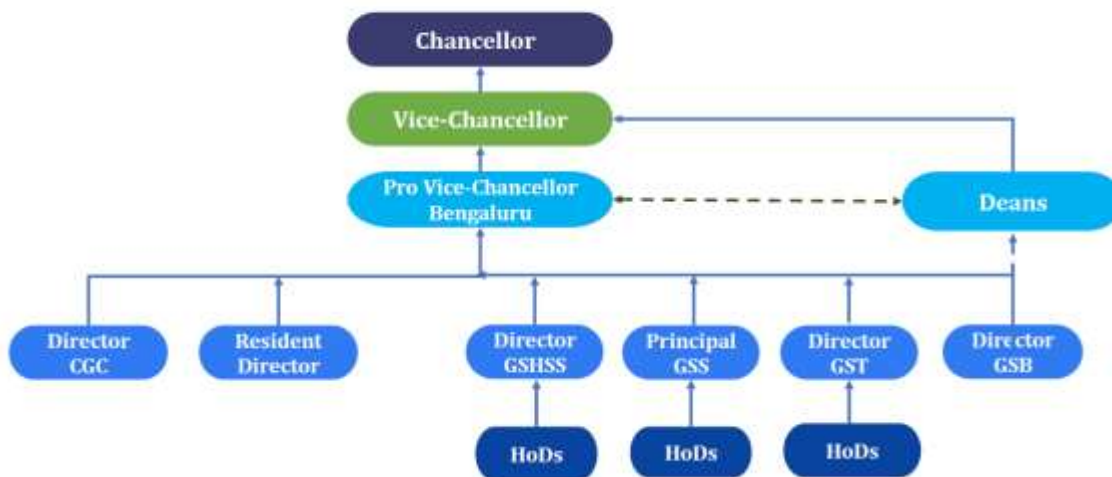 Chancellor
Vice-Chancellor
Pro Vice-Chancellor
Bengaluru
Deans
Director
CGC
Resident
Director
Director
GSHSS
Principal
GSS
Director
GST
Director
GSB
HoDs
HoDs
HoDs